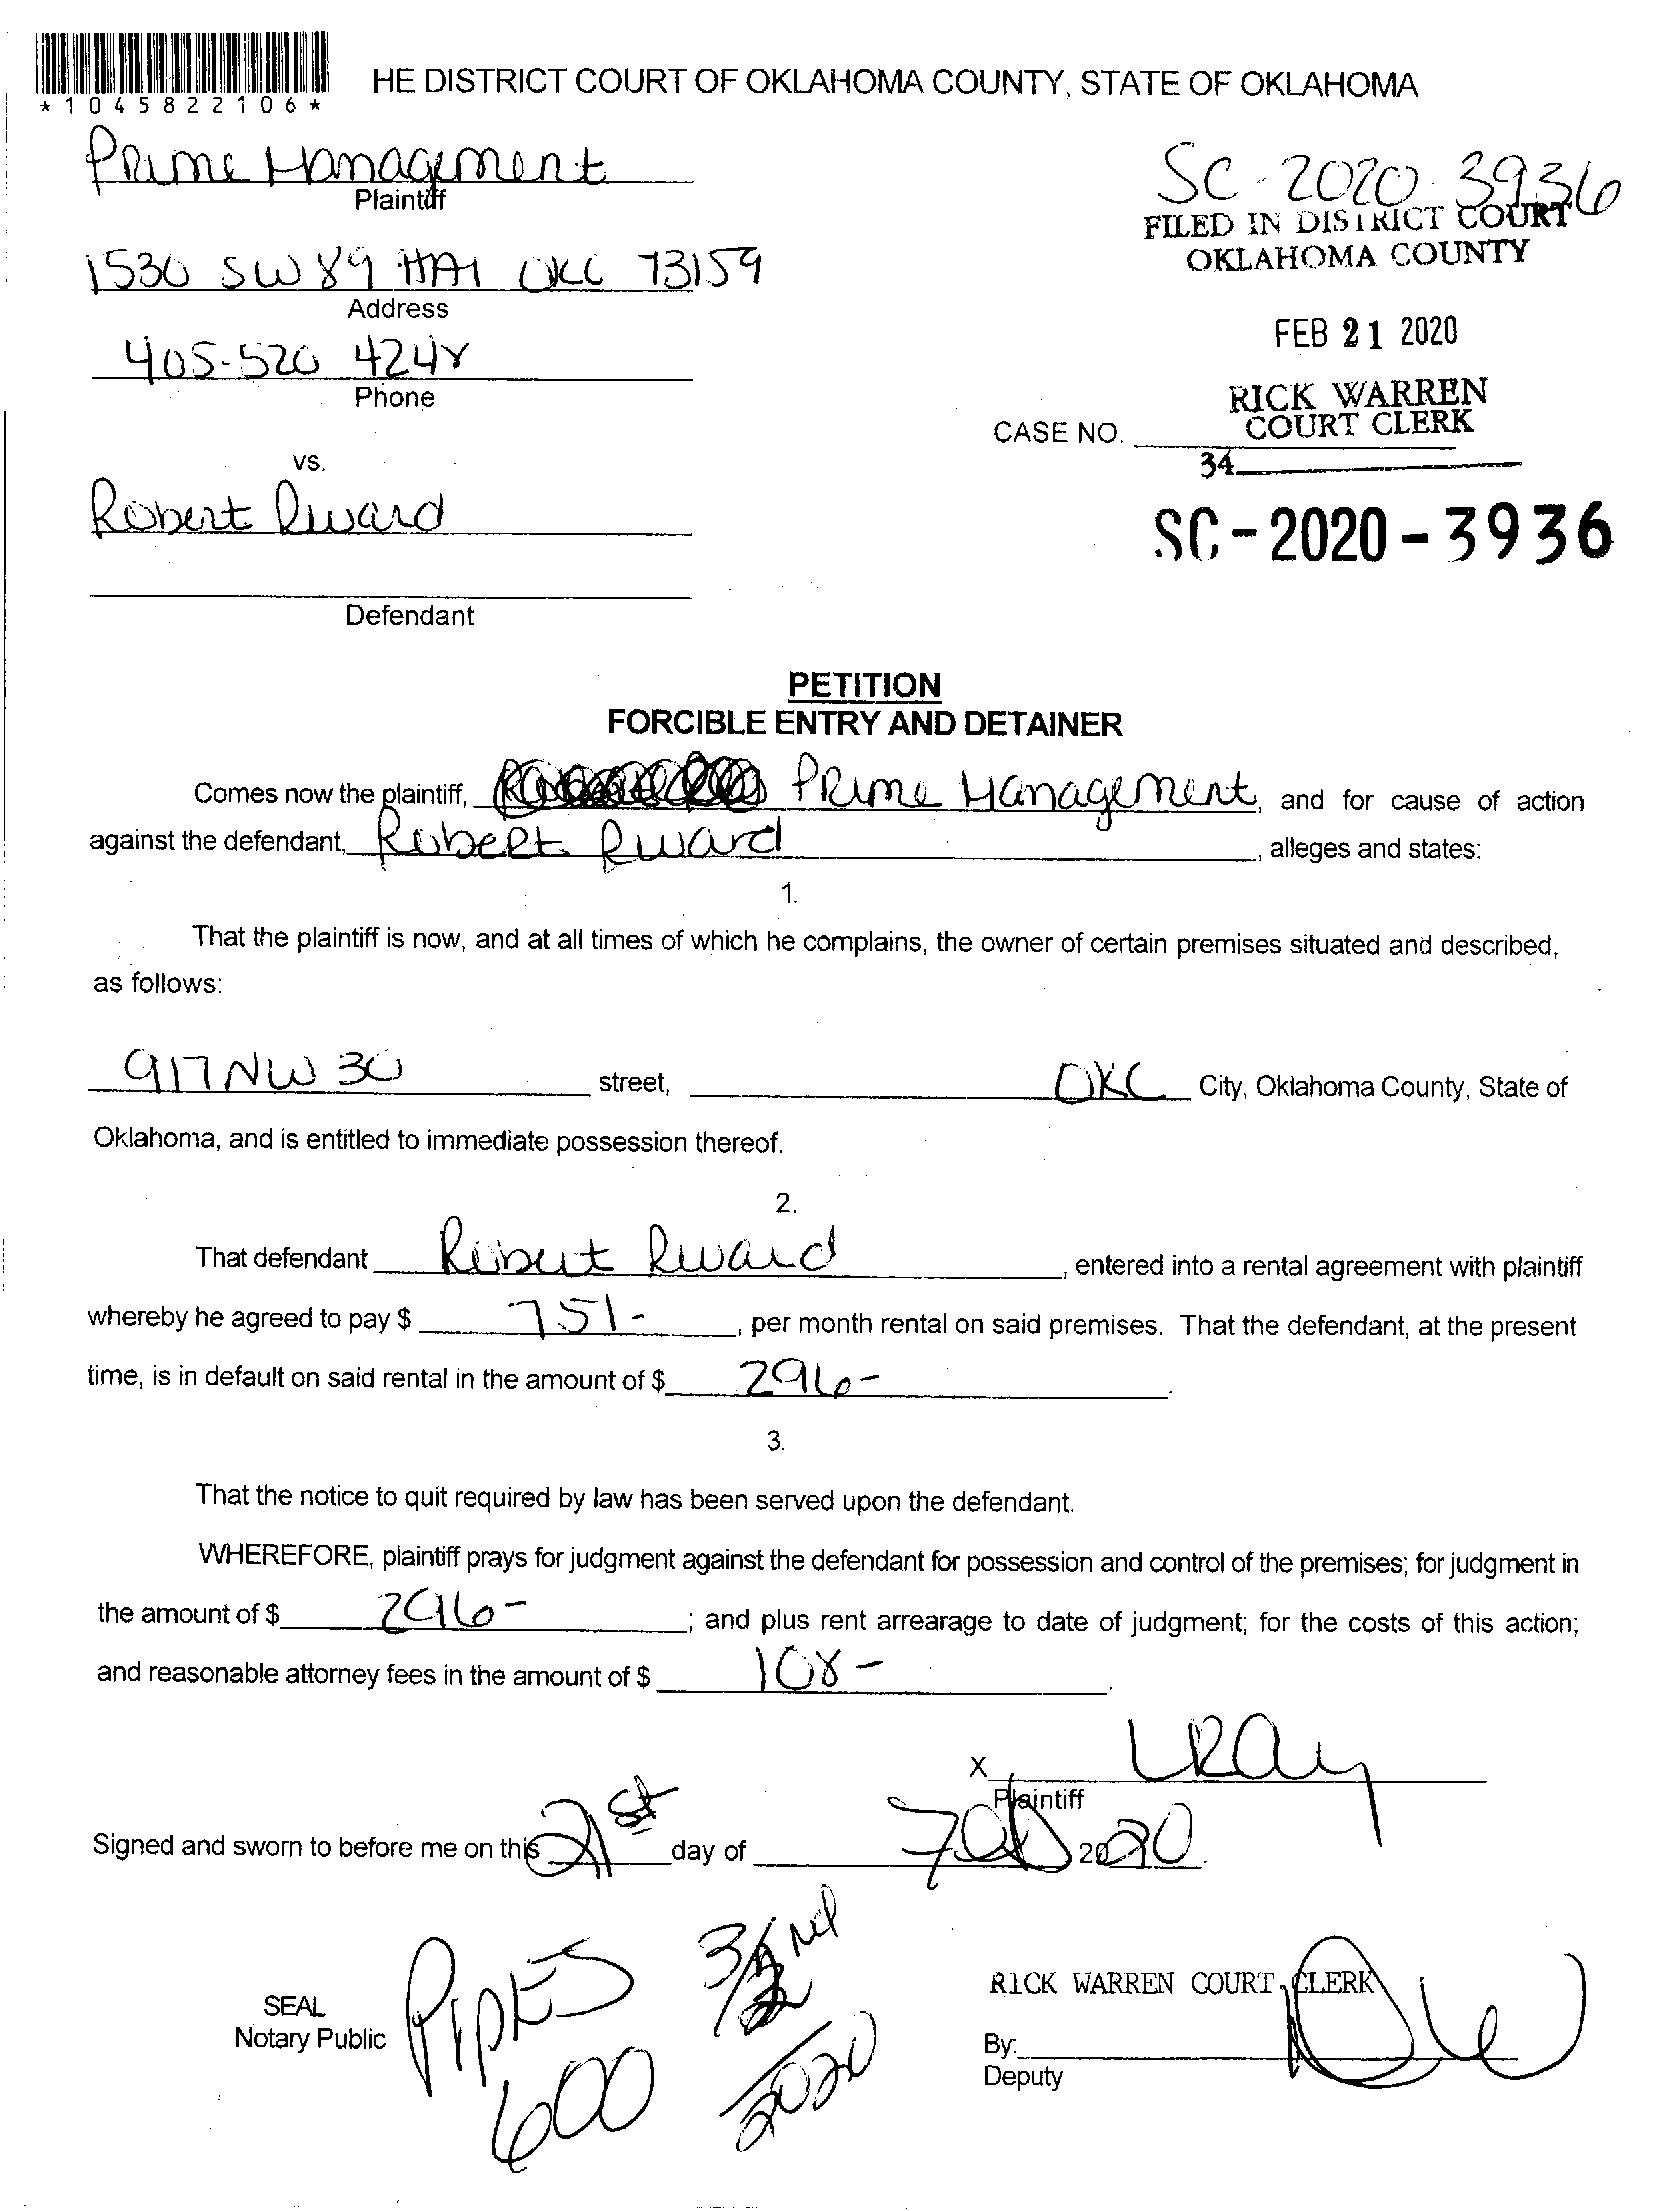 *1045822106*
HE DISTRICT COURT OF OKLAHOMA COUNTY, STATE OF OKLAHOMA
Prime Management
Plaintiff
SC-2020-3936
FILED IN DISTRICT COURT
OKLAHOMA COUNTY
1530 SW 89 #A1 OKC 73159
Address
FEB 21 2020
405-520 4248
Phone
RICK WARREN
COURT CLERK
CASE NO.
34
vs.
Robert
SC-2020-3936
Defendant
PETITION
FORCIBLE ENTRY AND DETAINER
Comes now the plaintiff, Prime Management, and for cause of action
against the defendant, Robert , alleges and states:
1.
That the plaintiff is now, and at all times of which he complains, the owner of certain premises situated and described,
as follows:
917 NW 30 street, OKC City, Oklahoma County, State of
Oklahoma, and is entitled to immediate possession thereof.
2.
That defendant Robert , entered into a rental agreement with plaintiff
whereby he agreed to pay $ 751-, per month rental on said premises. That the defendant, at the present
time, is in default on said rental in the amount of $ 296-.
3.
That the notice to quit required by law has been served upon the defendant.
WHEREFORE, plaintiff prays for judgment against the defendant for possession and control of the premises; for judgment in
the amount of $ 296-; and plus rent arrearage to date of judgment; for the costs of this action;
and reasonable attorney fees in the amount of $ 108-.
X
Plaintiff
Signed and sworn to before me on this 21st day of Feb 2020.
SEAL
Notary Public
PIPES
600
RICK WARREN COURT CLERK
By:
Deputy
2020